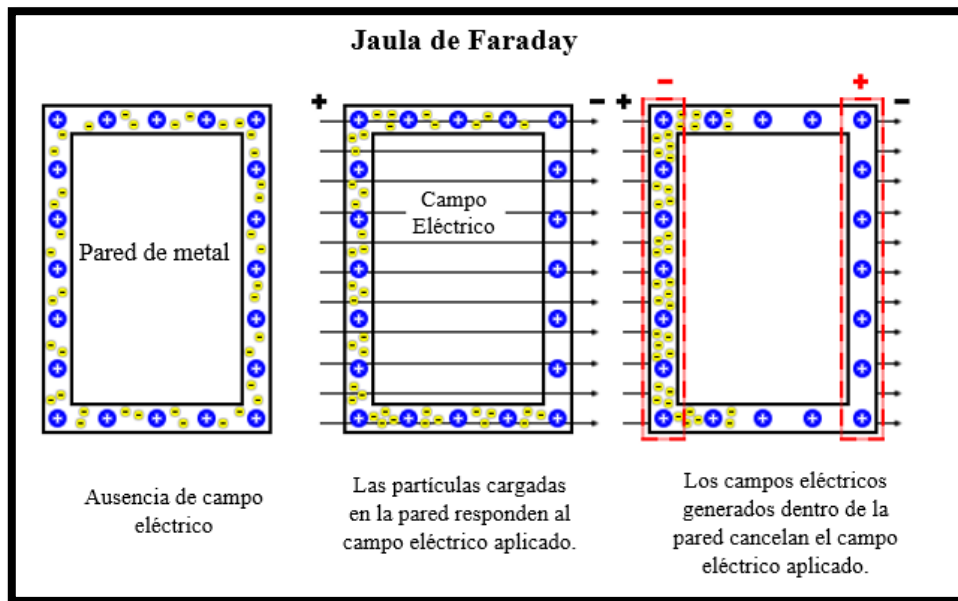 Jaula de Faraday
- +
+ - + -
Pared de metal
Campo
Eléctrico
Ausencia de campo
eléctrico
Las partículas cargadas
en la pared responden al
campo eléctrico aplicado.
Los campos eléctricos
generados dentro de la
pared cancelan el campo
eléctrico aplicado.